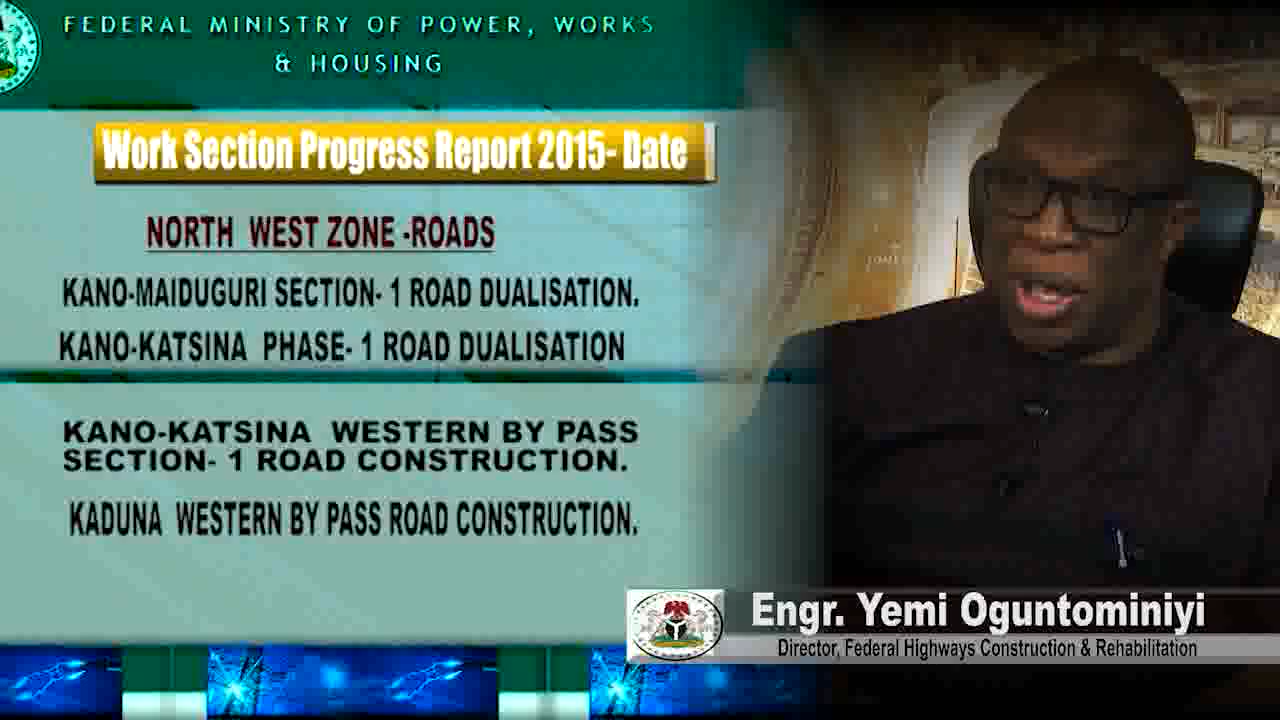 FEDERAL MINISTRY OF POWER, WORKS
& HOUSING
Work Section Progress Report 2015- Date
NORTH WEST ZONE -ROADS
KANO-MAIDUGURI SECTION- 1 ROAD DUALISATION.
KANO-KATSINA PHASE- 1 ROAD DUALISATION
KANO-KATSINA WESTERN BY PASS
SECTION- 1 ROAD CONSTRUCTION.
KADUNA WESTERN BY PASS ROAD CONSTRUCTION.
Engr. Yemi Oguntominiyi
Director, Federal Highways Construction & Rehabilitation